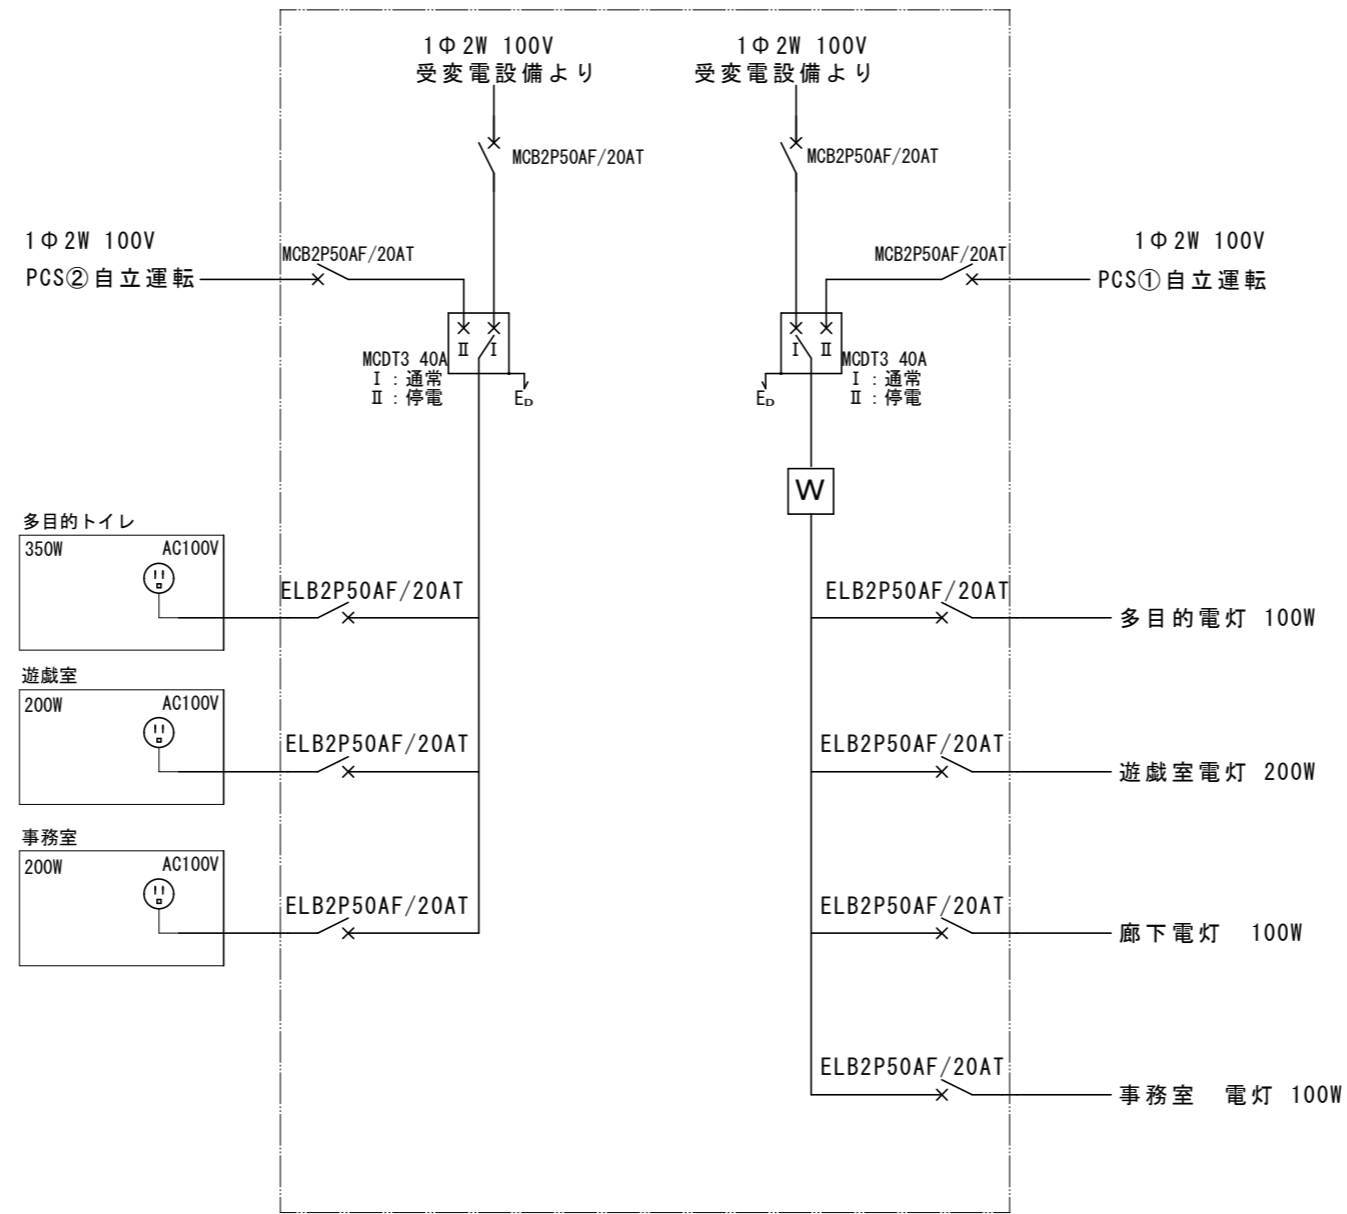 1Φ2W 100V
受変電設備より
1Φ2W 100V
受変電設備より
MCB2P50AF/20AT
MCB2P50AF/20AT
1Φ2W 100V
PCS②自立運転
MCB2P50AF/20AT
MCB2P50AF/20AT
1Φ2W 100V
PCS①自立運転
Ⅱ Ⅰ
MCDT3 40A
Ⅰ：通常
Ⅱ：停電
ED
Ⅰ Ⅱ
MCDT3 40A
Ⅰ：通常
Ⅱ：停電
ED
W
多目的トイレ
350W AC100V
ELB2P50AF/20AT
ELB2P50AF/20AT
多目的電灯 100W
遊戯室
200W AC100V
ELB2P50AF/20AT
ELB2P50AF/20AT
遊戯室電灯 200W
事務室
200W AC100V
ELB2P50AF/20AT
ELB2P50AF/20AT
廊下電灯 100W
ELB2P50AF/20AT
事務室 電灯 100W